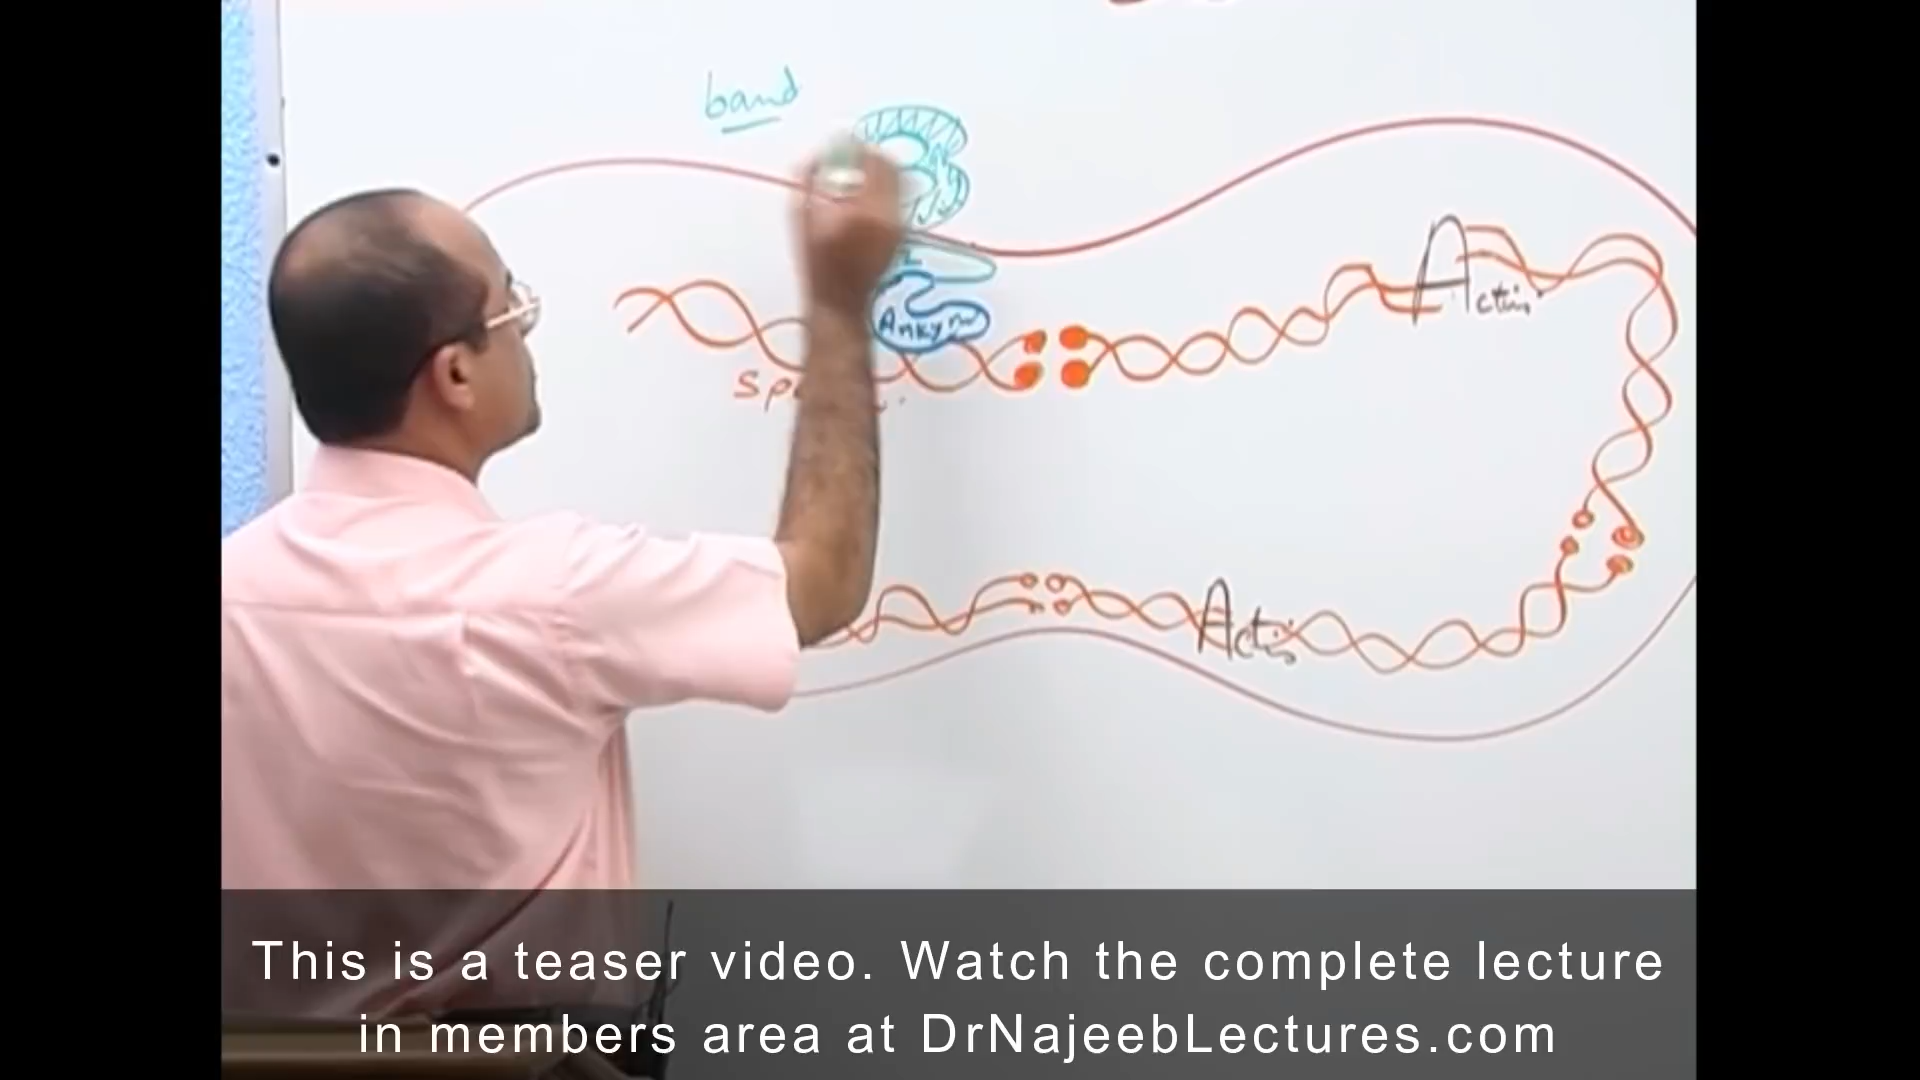 band
Actin
Ankyrin
Actin
This is a teaser video. Watch the complete lecture
in members area at DrNajeebLectures.com